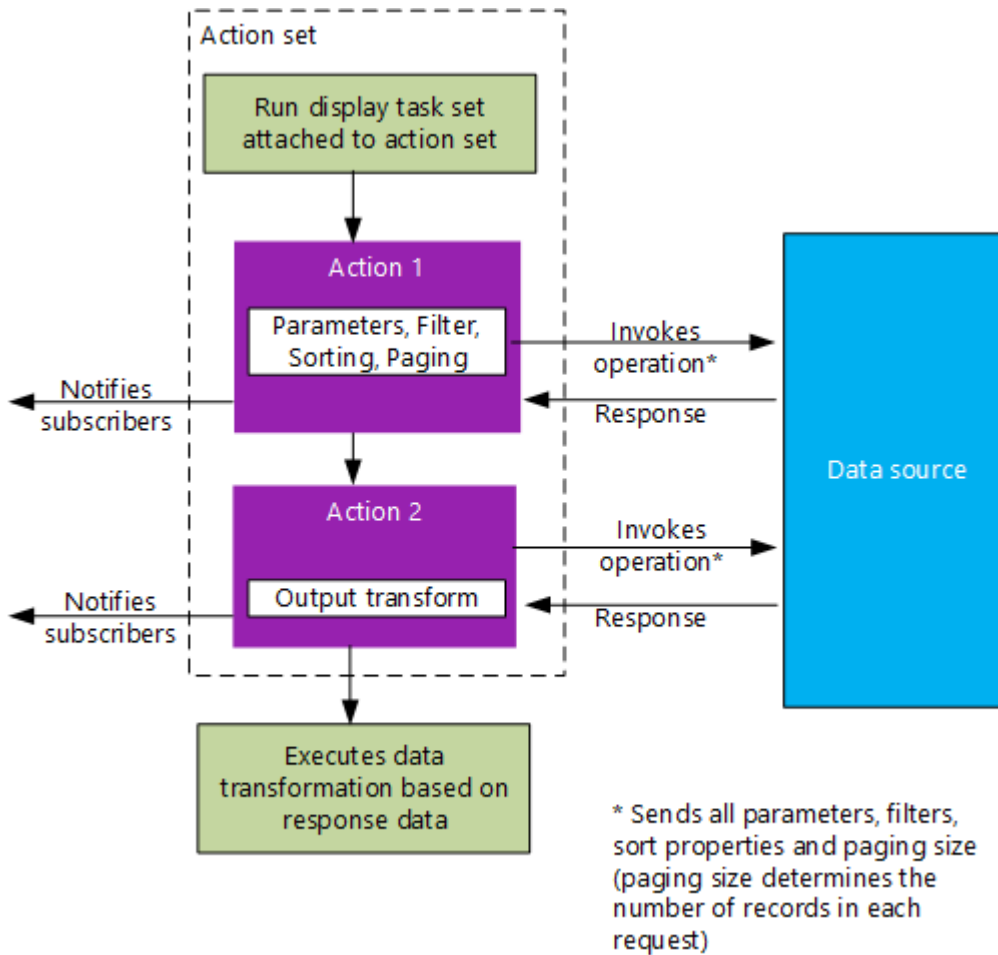 Action set
Run display task set
attached to action set
Action 1
Parameters, Filter,
Sorting, Paging
Invokes
operation*
Notifies
subscribers
Response
Data source
Action 2
Invokes
operation*
Output transform
Notifies
subscribers
Response
Executes data
transformation based on
response data
* Sends all parameters, filters,
sort properties and paging size
(paging size determines the
number of records in each
request)